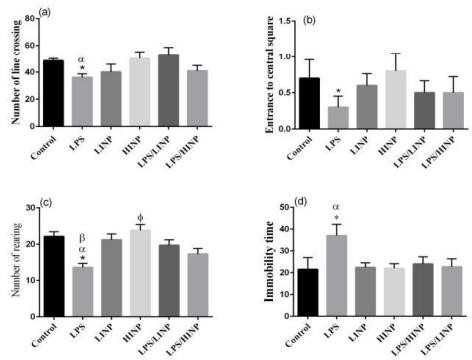 (a)
Number of line crossing
80
60
40
20
0
α
*
Control
LPS
LINP
HINP
LPS/LINP
LPS/HINP
(b)
Entrance to central square
1.5
1.0
0.5
0.0
*
Control
LPS
LINP
HINP
LPS/LINP
LPS/HINP
(c)
Number of rearing
30
20
10
0
β
α
*
ϕ
Control
LPS
LINP
HINP
LPS/LINP
LPS/HINP
(d)
Immobility time
50
40
30
20
10
0
α
*
Control
LPS
LINP
HINP
LPS/HINP
LPS/HINP